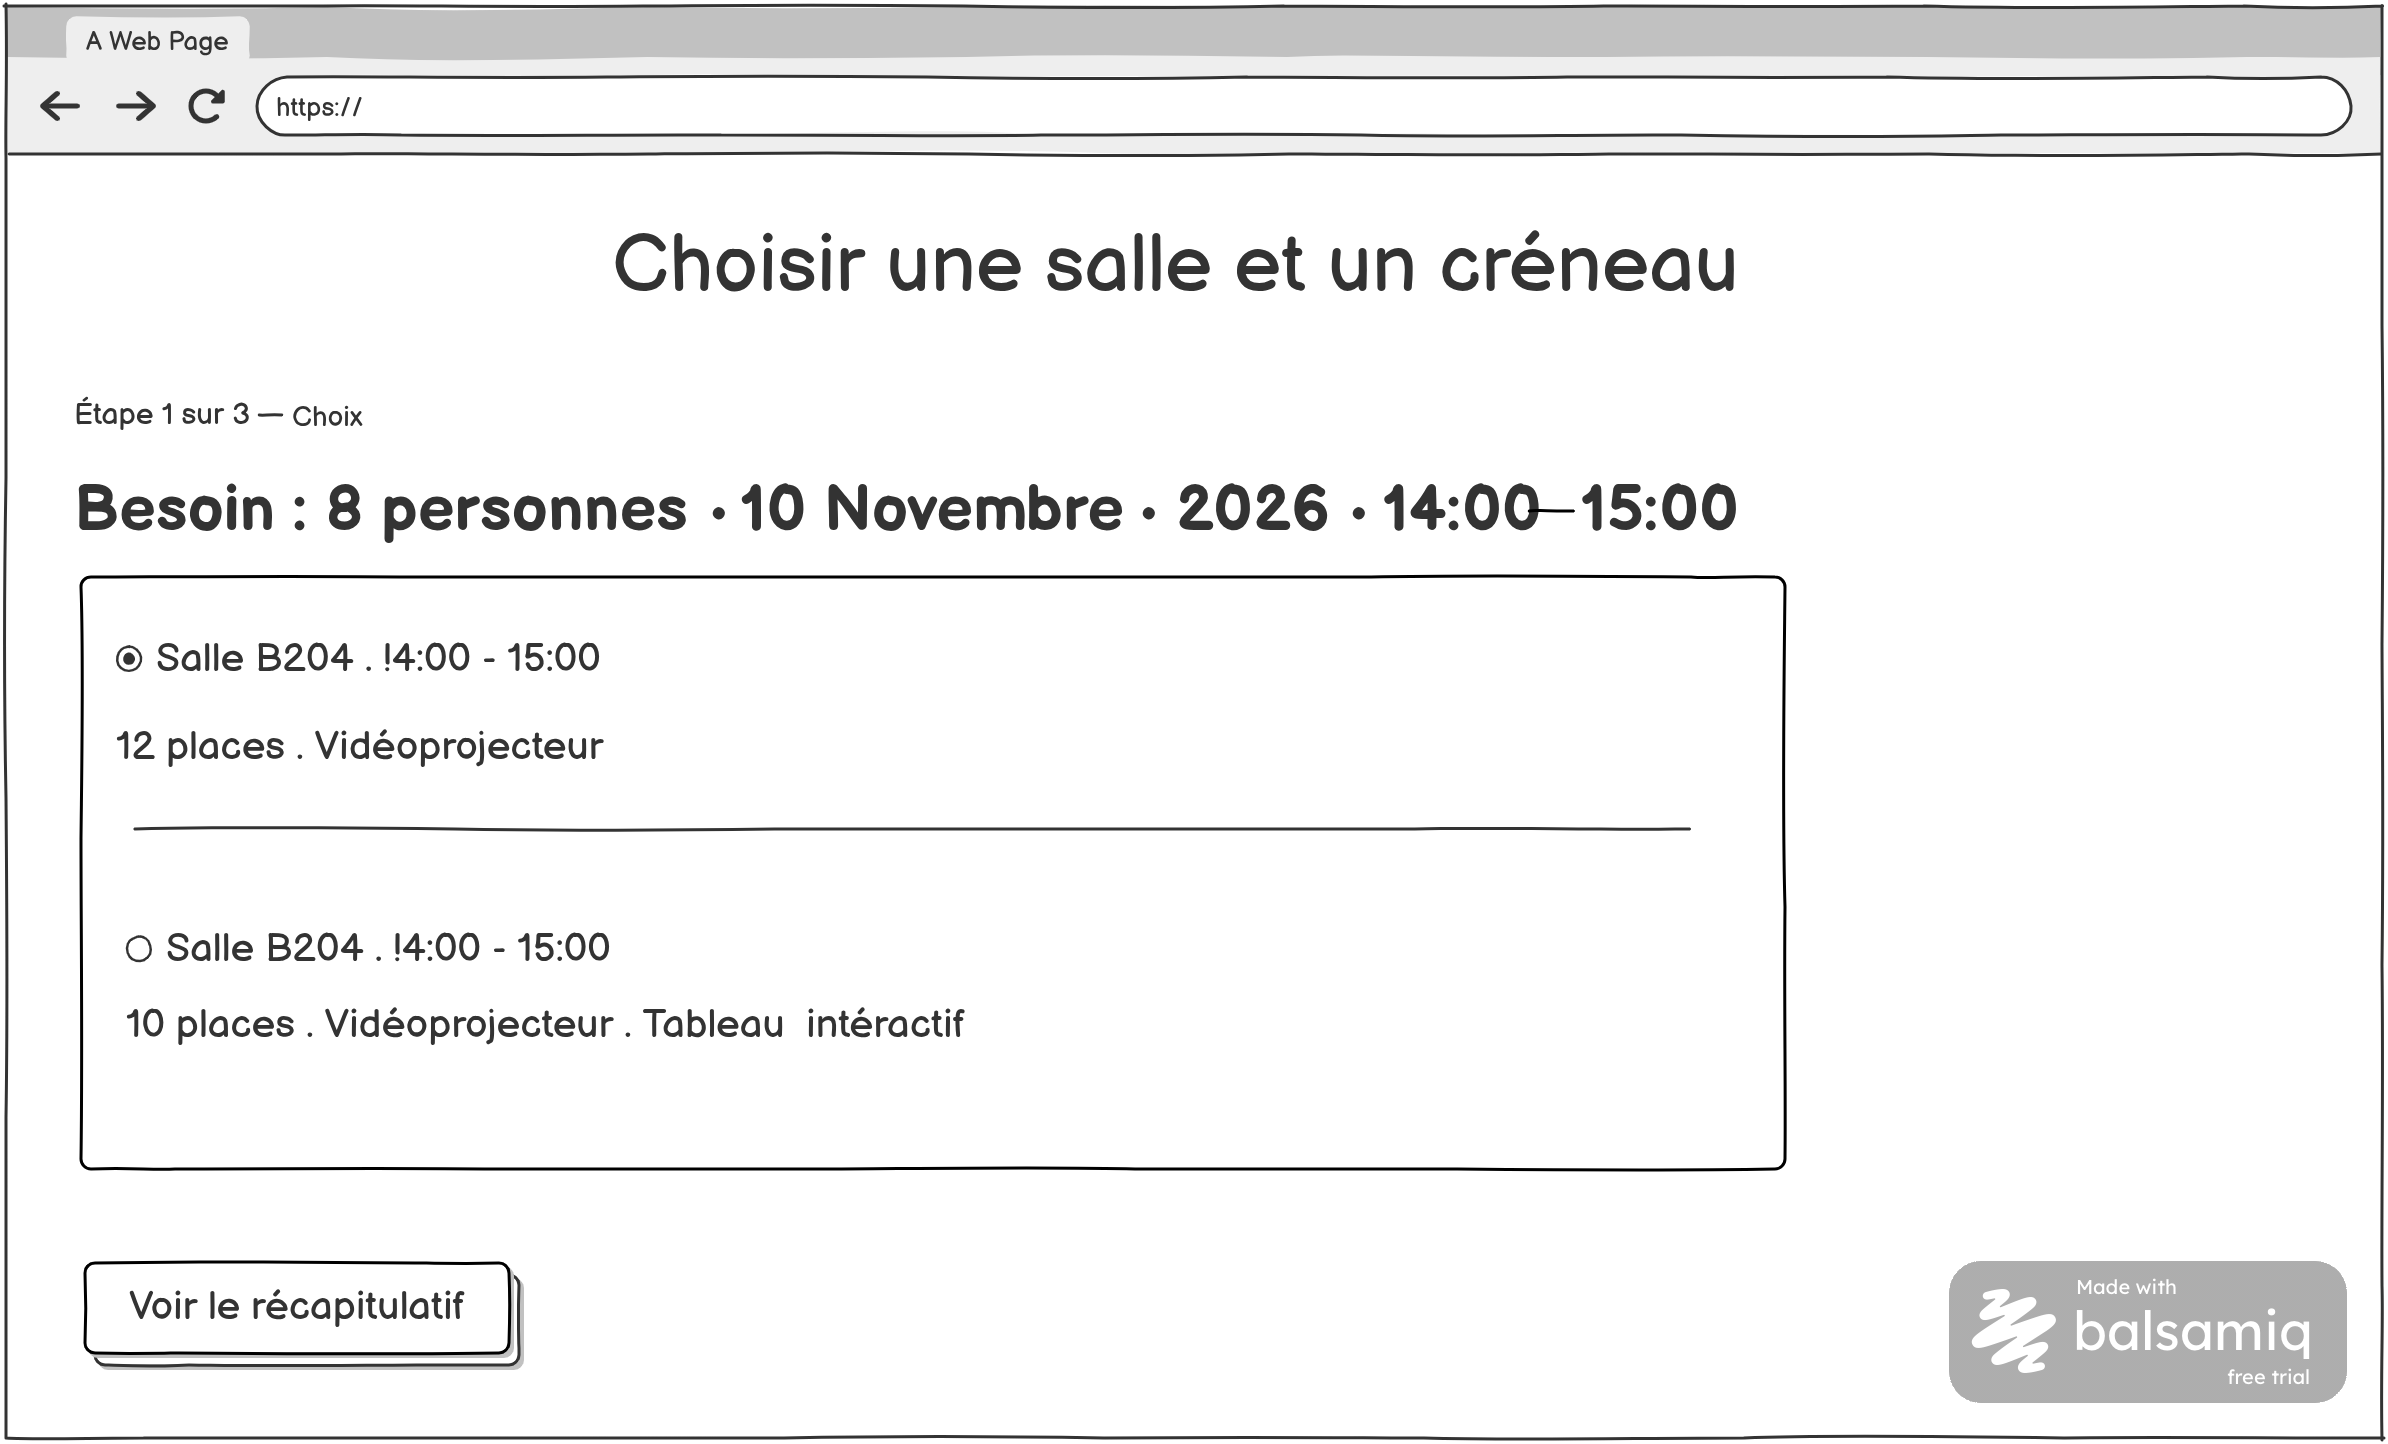 A Web Page
https://
Choisir une salle et un créneau
Étape 1 sur 3 — Choix
Besoin : 8 personnes • 10 Novembre • 2026 • 14:00—15:00
Salle B204 . !4:00 - 15:00
12 places . Vidéoprojecteur
Salle B204 . !4:00 - 15:00
10 places . Vidéoprojecteur . Tableau  intéractif
Voir le récapitulatif
Made with
balsamiq
free trial